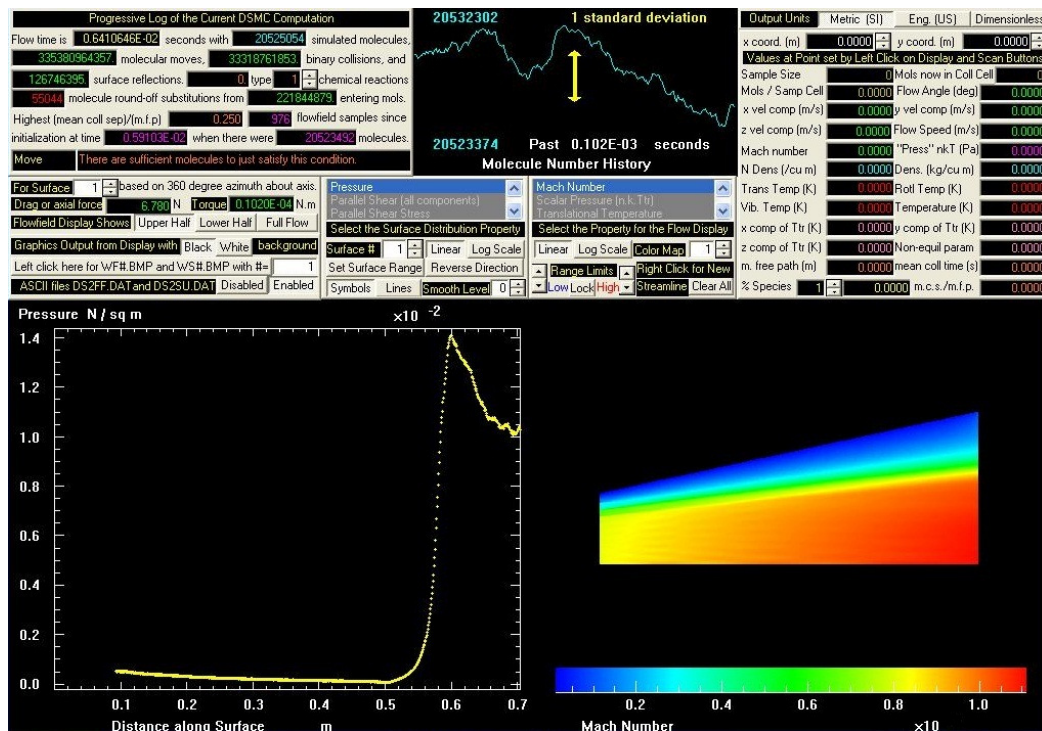 Progressive Log of the Current DSMC Computation
Flow time is 0.6410646E-02 seconds with 20525054 simulated molecules,
335380964357. molecular moves, 33318761853. binary collisions, and
126746395. surface reflections. 0. type 1 chemical reactions
55044 molecule round-off substitutions from 221844879. entering mols.
Highest (mean coll sep)/(m.f.p) 0.250 976 flowfield samples since
initialization at time 0.59103E-02 when there were 20523492 molecules.
Move There are sufficient molecules to just satisfy this condition.
20532302 1 standard deviation
20523374 Past 0.102E-03 seconds
Molecule Number History
Output Units Metric (SI) Eng. (US) Dimensionless
x coord. (m) 0.0000 y coord. (m) 0.0000
Values at Point set by Left Click on Display and Scan Buttons
Sample Size 0 Mols now in Coll Cell 0
Mols / Samp Cell 0.0000 Flow Angle (deg) 0.0000
x vel comp (m/s) 0.0000 y vel comp (m/s) 0.0000
z vel comp (m/s) 0.0000 Flow Speed (m/s) 0.0000
Mach number 0.0000 "Press" nkT (Pa) 0.0000
N Dens (/cu m) 0.0000 Dens. (kg/cu m) 0.0000
Trans Temp (K) 0.0000 Rotl Temp (K) 0.0000
Vib. Temp (K) 0.0000 Temperature (K) 0.0000
x comp of Ttr (K) 0.0000 y comp of Ttr (K) 0.0000
z comp of Ttr (K) 0.0000 Non-equil param 0.0000
m. free path (m) 0.0000 mean coll time (s) 0.0000
% Species 1 0.0000 m.c.s./m.f.p. 0.0000
For Surface 1 based on 360 degree azimuth about axis.
Drag or axial force 6.780 N Torque 0.1020E-04 N.m
Flowfield Display Shows Upper Half Lower Half Full Flow
Graphics Output from Display with Black White background
Left click here for WF#.BMP and WS#.BMP with #= 1
ASCII files DS2FF.DAT and DS2SU.DAT Disabled Enabled
Pressure
Parallel Shear (all components)
Parallel Shear Stress
Select the Surface Distribution Property
Surface # 1 Linear Log Scale
Set Surface Range Reverse Direction
Symbols Lines Smooth Level 0
Mach Number
Scalar Pressure (n.k.Ttr)
Translational Temperature
Select the Property for the Flow Display
Linear Log Scale Color Map 1
Range Limits Right Click for New
Low Lock High Streamline Clear All
Pressure N / sq m ×10 -2
1.4
1.2
1.0
0.8
0.6
0.4
0.2
0.0
0.1 0.2 0.3 0.4 0.5 0.6 0.7
Distance along Surface m
0.2 0.4 0.6 0.8 1.0
Mach Number ×10